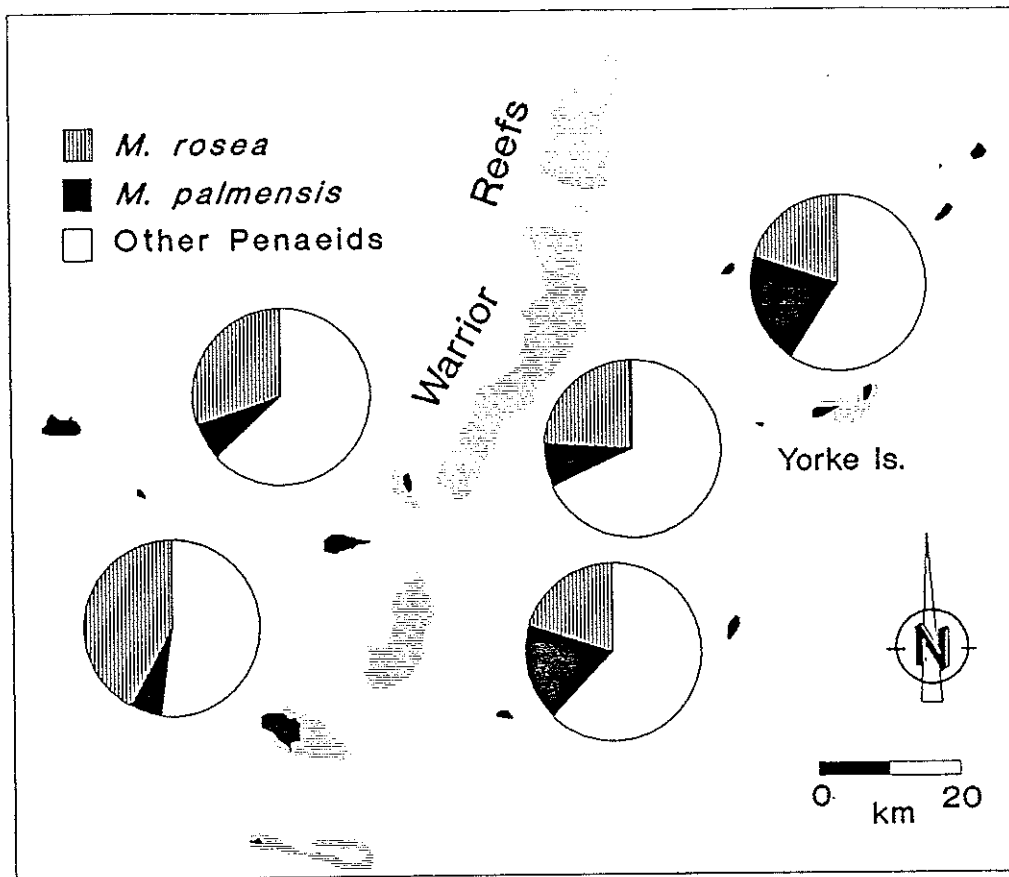 M. rosea
M. palmensis
Other Penaeids
Warrior Reefs
Yorke Is.
N
0 20
km